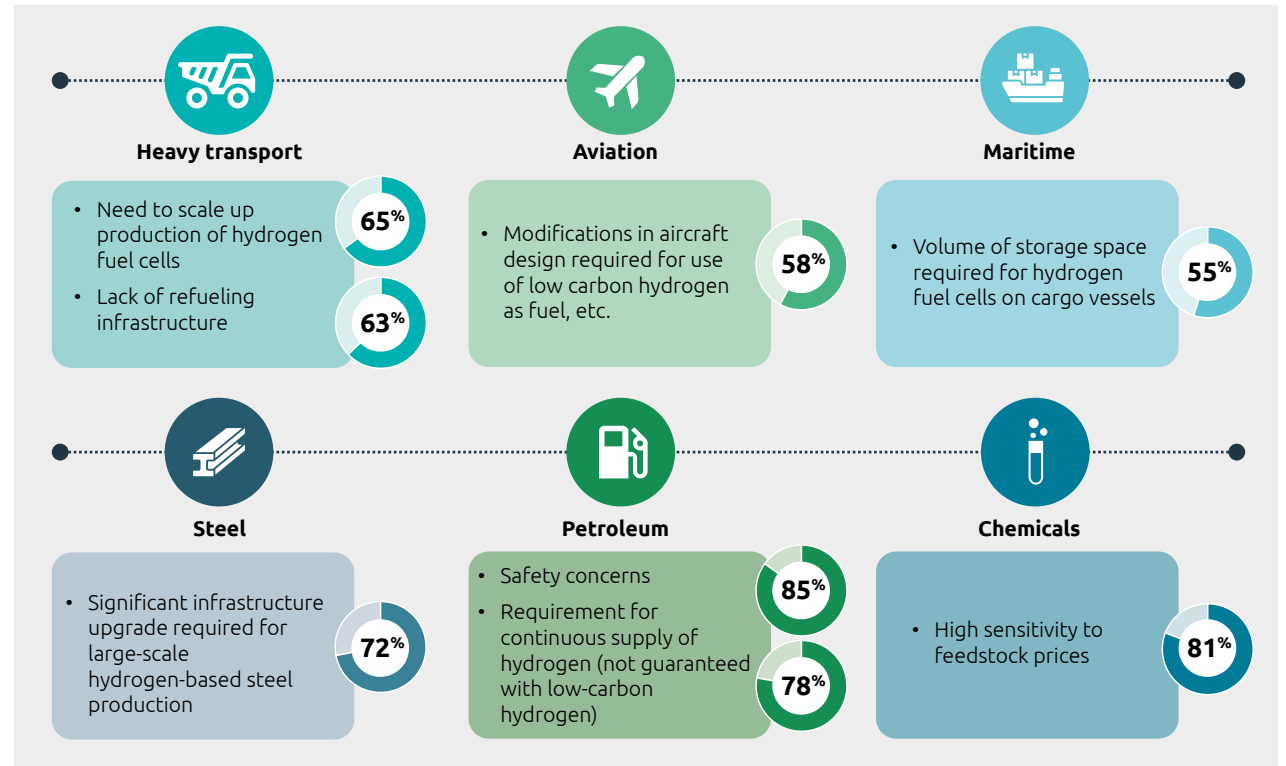 Heavy transport
Aviation
Maritime
• Need to scale up
production of hydrogen
fuel cells
65%
• Lack of refueling
infrastructure
63%
• Modifications in aircraft
design required for use
of low carbon hydrogen
as fuel, etc.
58%
• Volume of storage space
required for hydrogen
fuel cells on cargo vessels
55%
Steel
Petroleum
Chemicals
• Significant infrastructure
upgrade required for
large-scale
hydrogen-based steel
production
72%
• Safety concerns
85%
• Requirement for
continuous supply of
hydrogen (not guaranteed
with low-carbon
hydrogen)
78%
• High sensitivity to
feedstock prices
81%